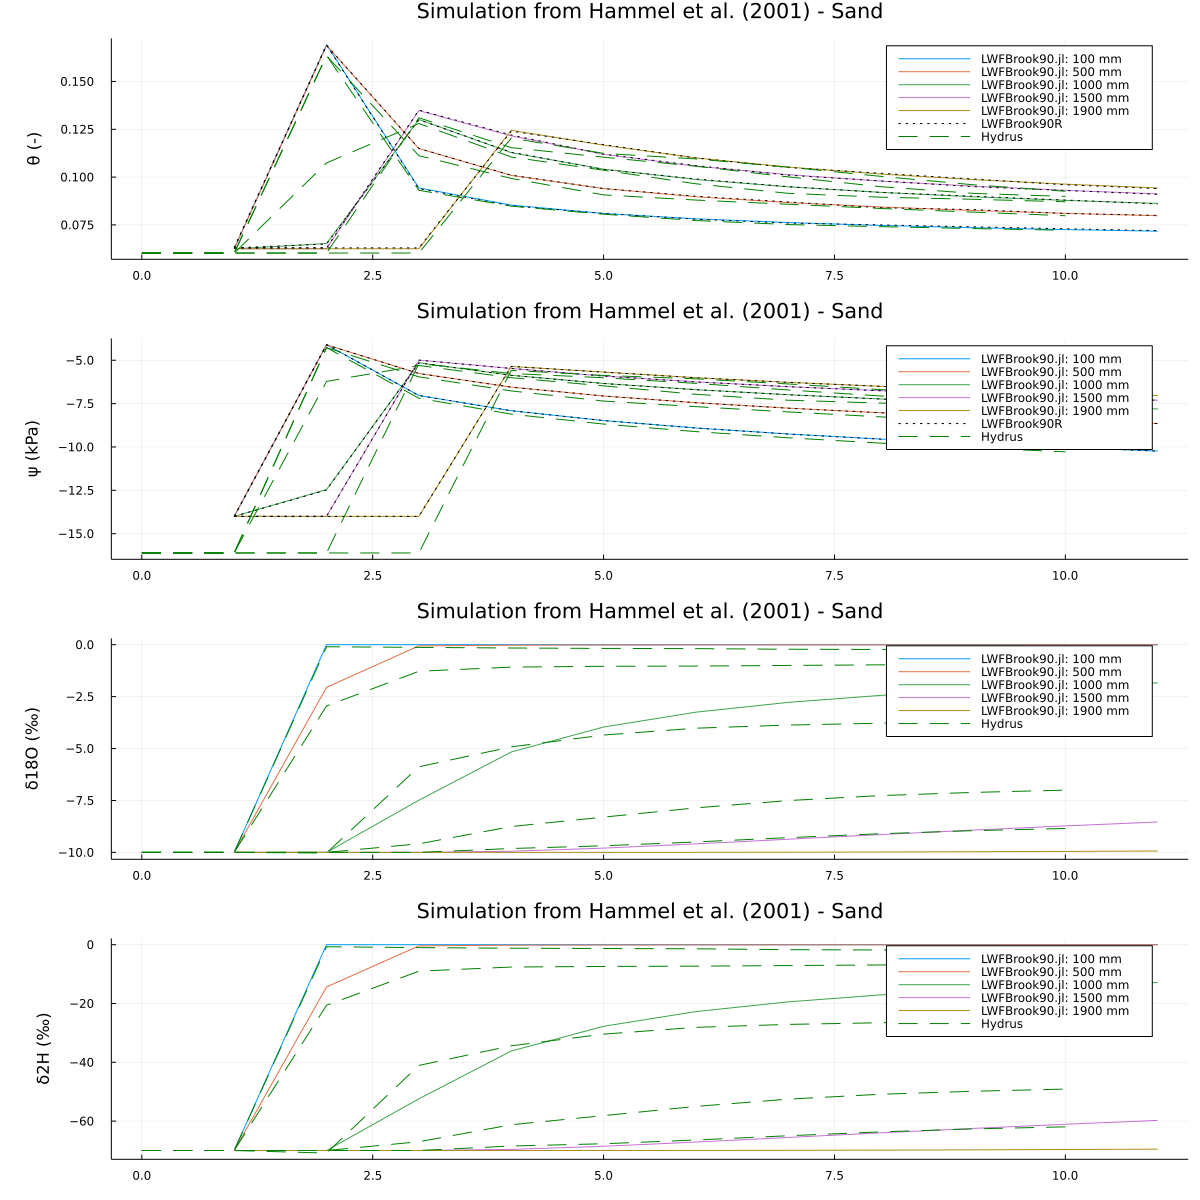 Simulation from Hammel et al. (2001) - Sand
LWFBrook90.jl: 100 mm
LWFBrook90.jl: 500 mm
LWFBrook90.jl: 1000 mm
LWFBrook90.jl: 1500 mm
LWFBrook90.jl: 1900 mm
LWFBrook90R
Hydrus
θ (-)
0.150
0.125
0.100
0.075
0.0 2.5 5.0 7.5 10.0
Simulation from Hammel et al. (2001) - Sand
LWFBrook90.jl: 100 mm
LWFBrook90.jl: 500 mm
LWFBrook90.jl: 1000 mm
LWFBrook90.jl: 1500 mm
LWFBrook90.jl: 1900 mm
LWFBrook90R
Hydrus
ψ (kPa)
−5.0
−7.5
−10.0
−12.5
−15.0
0.0 2.5 5.0 7.5 10.0
Simulation from Hammel et al. (2001) - Sand
LWFBrook90.jl: 100 mm
LWFBrook90.jl: 500 mm
LWFBrook90.jl: 1000 mm
LWFBrook90.jl: 1500 mm
LWFBrook90.jl: 1900 mm
Hydrus
δ18O (‰)
0.0
−2.5
−5.0
−7.5
−10.0
0.0 2.5 5.0 7.5 10.0
Simulation from Hammel et al. (2001) - Sand
LWFBrook90.jl: 100 mm
LWFBrook90.jl: 500 mm
LWFBrook90.jl: 1000 mm
LWFBrook90.jl: 1500 mm
LWFBrook90.jl: 1900 mm
Hydrus
δ2H (‰)
0
−20
−40
−60
0.0 2.5 5.0 7.5 10.0